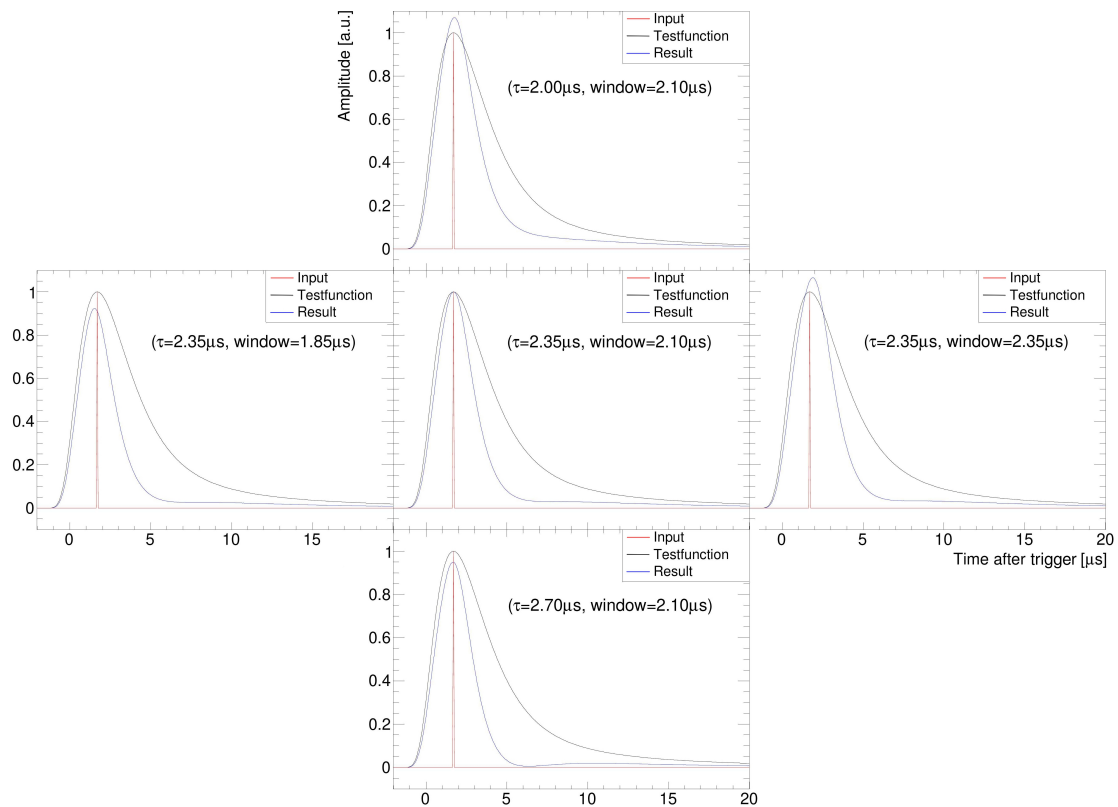 Amplitude [a.u.]
Input
Testfunction
Result
(τ=2.00μs, window=2.10μs)
1
0.8
0.6
0.4
0.2
0
Input
Testfunction
Result
(τ=2.35μs, window=1.85μs)
1
0.8
0.6
0.4
0.2
0
0 5 10 15
Input
Testfunction
Result
(τ=2.35μs, window=2.10μs)
Input
Testfunction
Result
(τ=2.35μs, window=2.35μs)
0 5 10 15 20
Time after trigger [μs]
Input
Testfunction
Result
(τ=2.70μs, window=2.10μs)
1
0.8
0.6
0.4
0.2
0
0 5 10 15 20